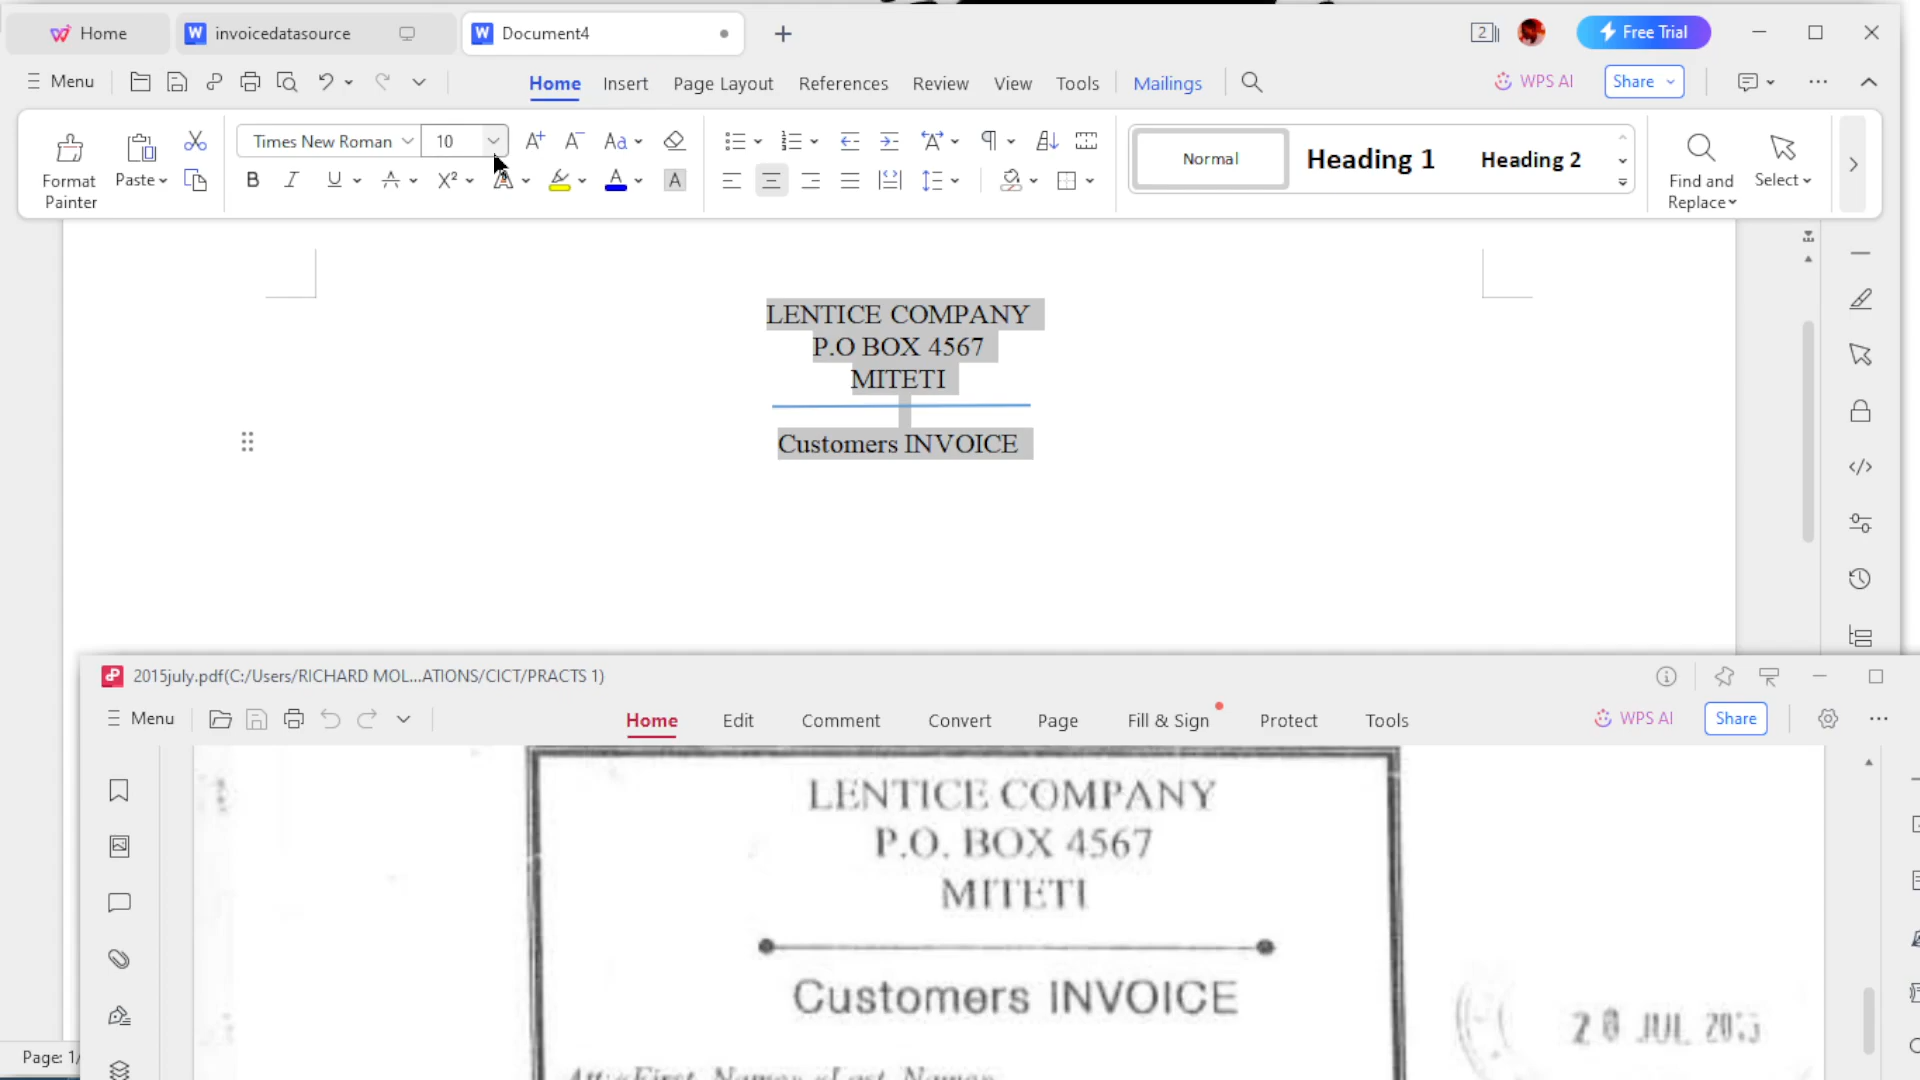 Home
invoicedatasource
Document4
2
Free Trial
Menu
Home
Insert
Page Layout
References
Review
View
Tools
Mailings
WPS AI
Share
Format Painter
Paste
Times New Roman
10
Normal
Heading 1
Heading 2
Find and Replace
Select
LENTICE COMPANY
P.O BOX 4567
MITETI
Customers INVOICE
2015july.pdf(C:/Users/RICHARD MOL...ATIONS/CICT/PRACTS 1)
Menu
Home
Edit
Comment
Convert
Page
Fill & Sign
Protect
Tools
WPS AI
Share
LENTICE COMPANY
P.O. BOX 4567
MITETI
Customers INVOICE
JUL
Page: 1/